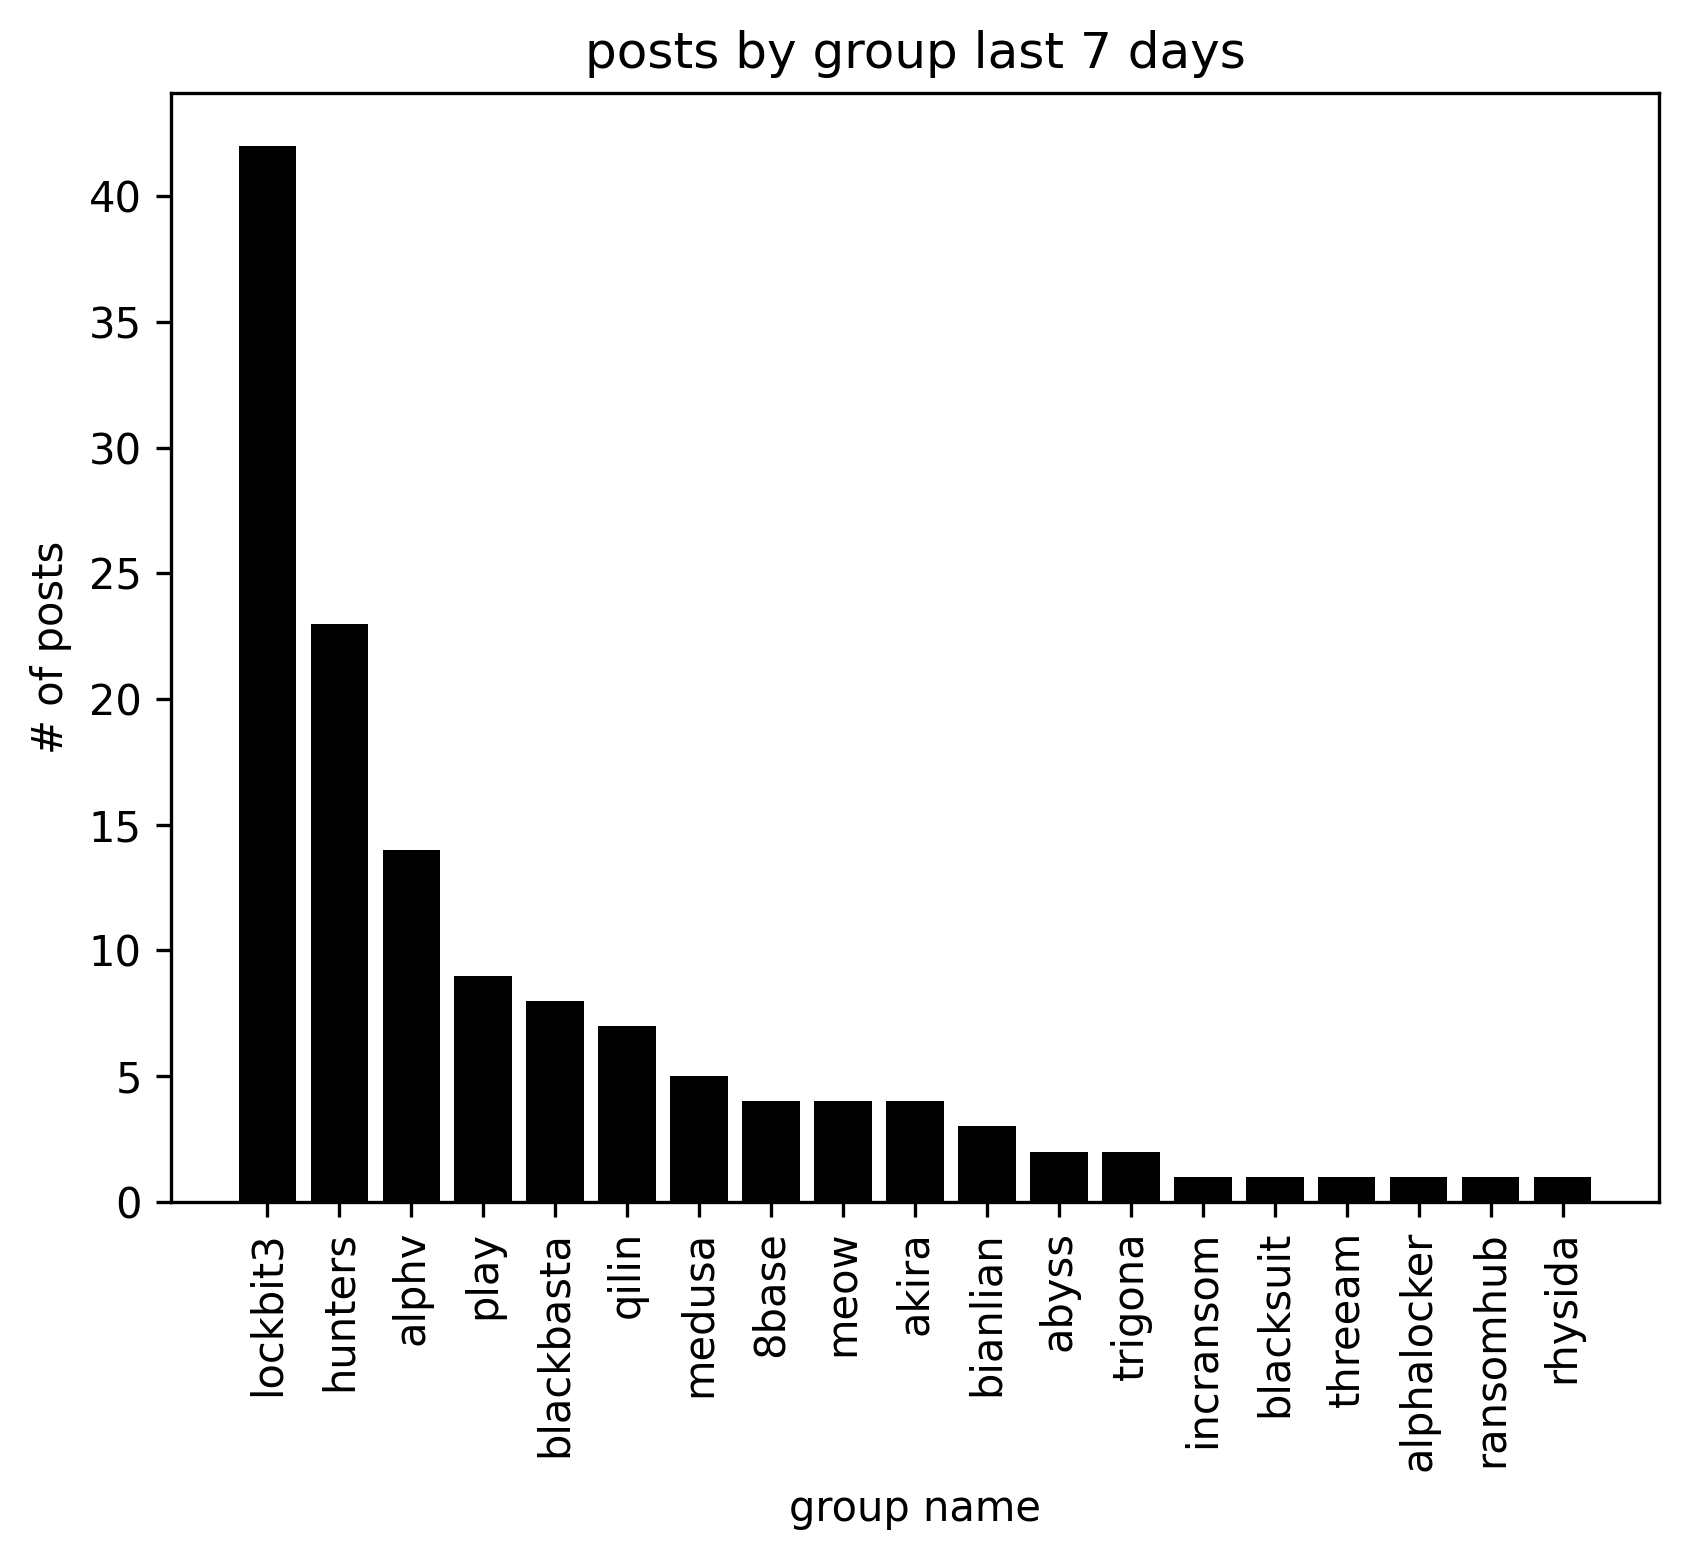 posts by group last 7 days
# of posts
40
35
30
25
20
15
10
5
0
lockbit3
hunters
alphv
play
blackbasta
qilin
medusa
8base
meow
akira
bianlian
abyss
trigona
incransom
blacksuit
threeam
alphalocker
ransomhub
rhysida
group name